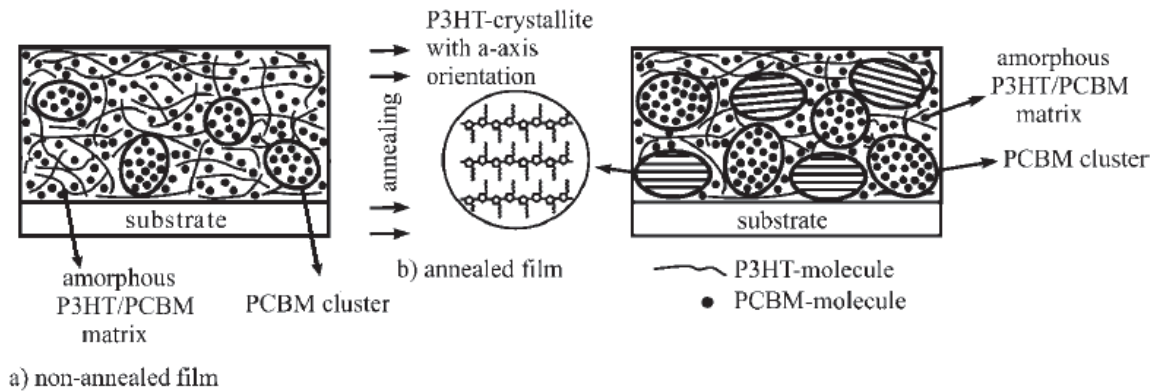 P3HT-crystallite
with a-axis
orientation
annealing
substrate
amorphous
P3HT/PCBM
matrix
PCBM cluster
a) non-annealed film
b) annealed film
amorphous
P3HT/PCBM
matrix
PCBM cluster
substrate
P3HT-molecule
PCBM-molecule